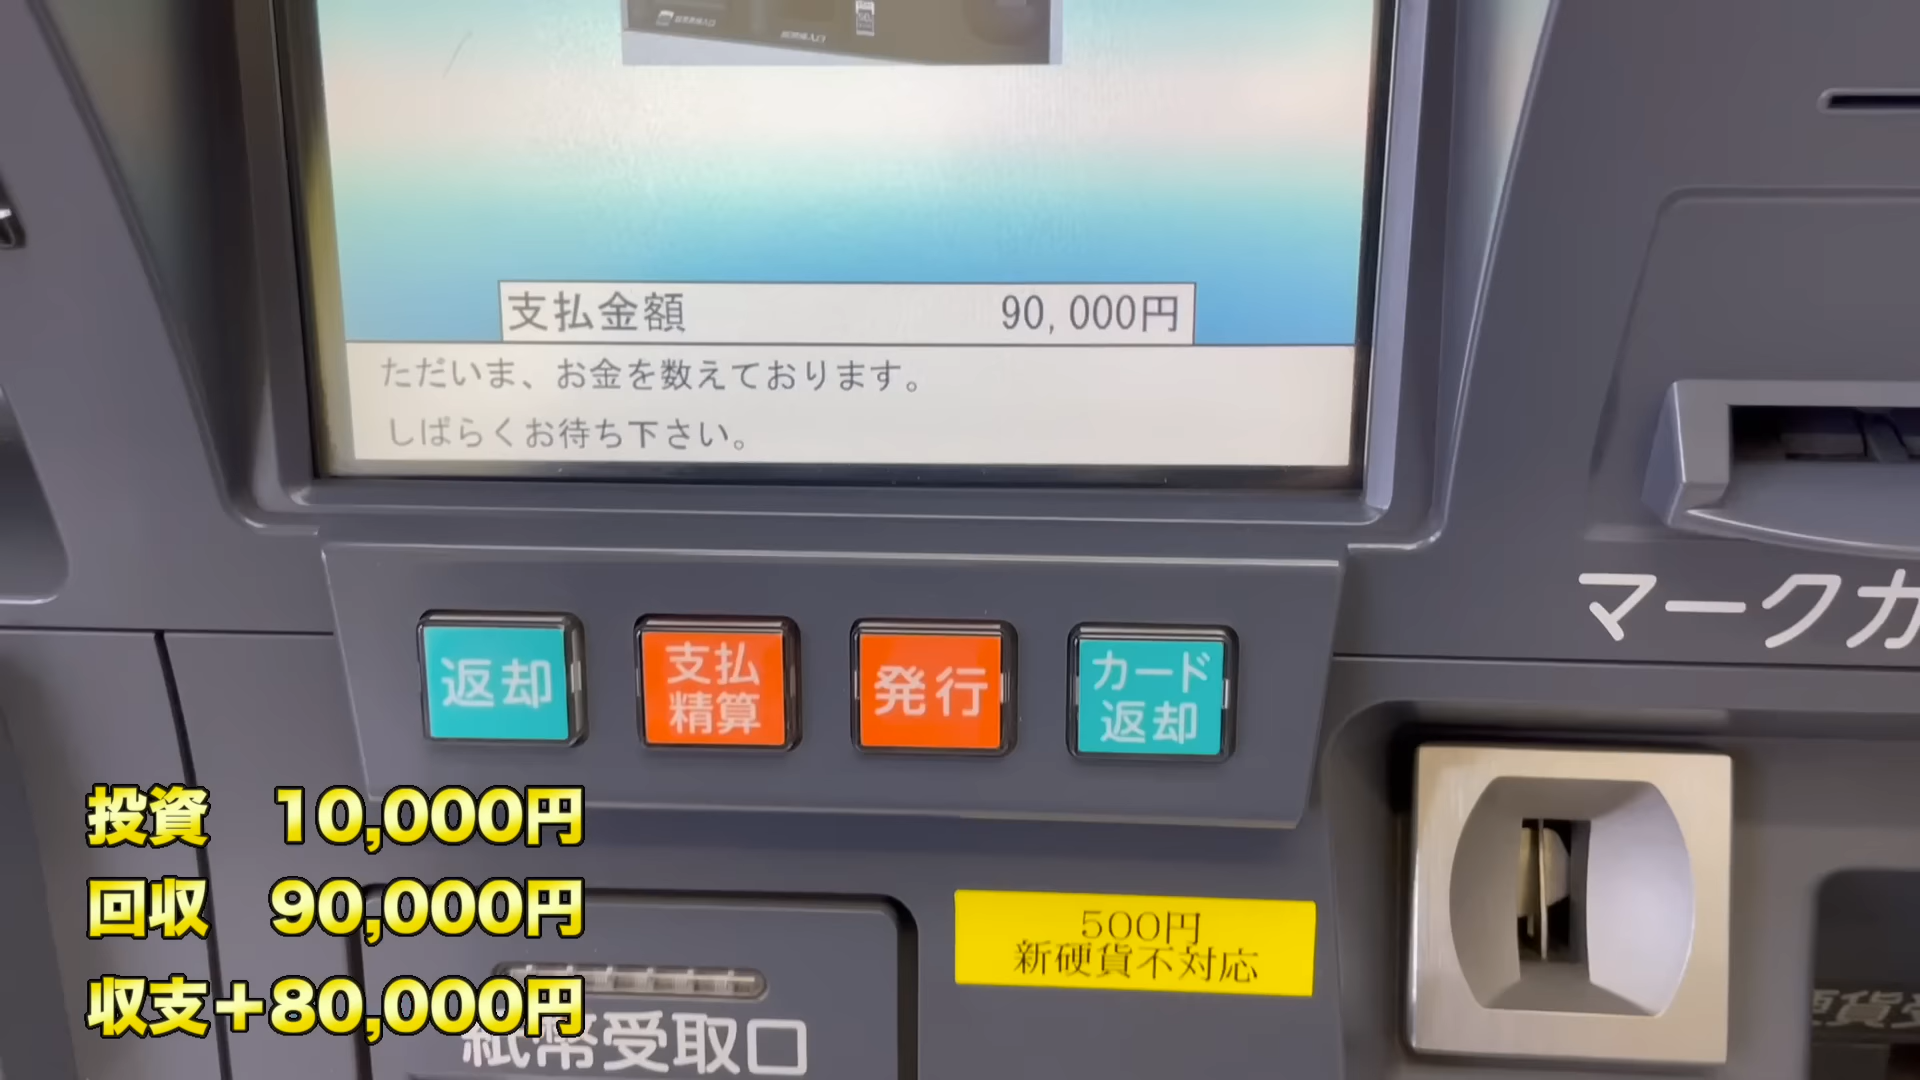 支払金額 90,000円
ただいま、お金を数えております。
しばらくお待ち下さい。
返却
支払
精算
発行
カード
返却
マークカ
投資 10,000円
回収 90,000円
収支+80,000円
500円
新硬貨不対応
紙幣受取口
硬貨受